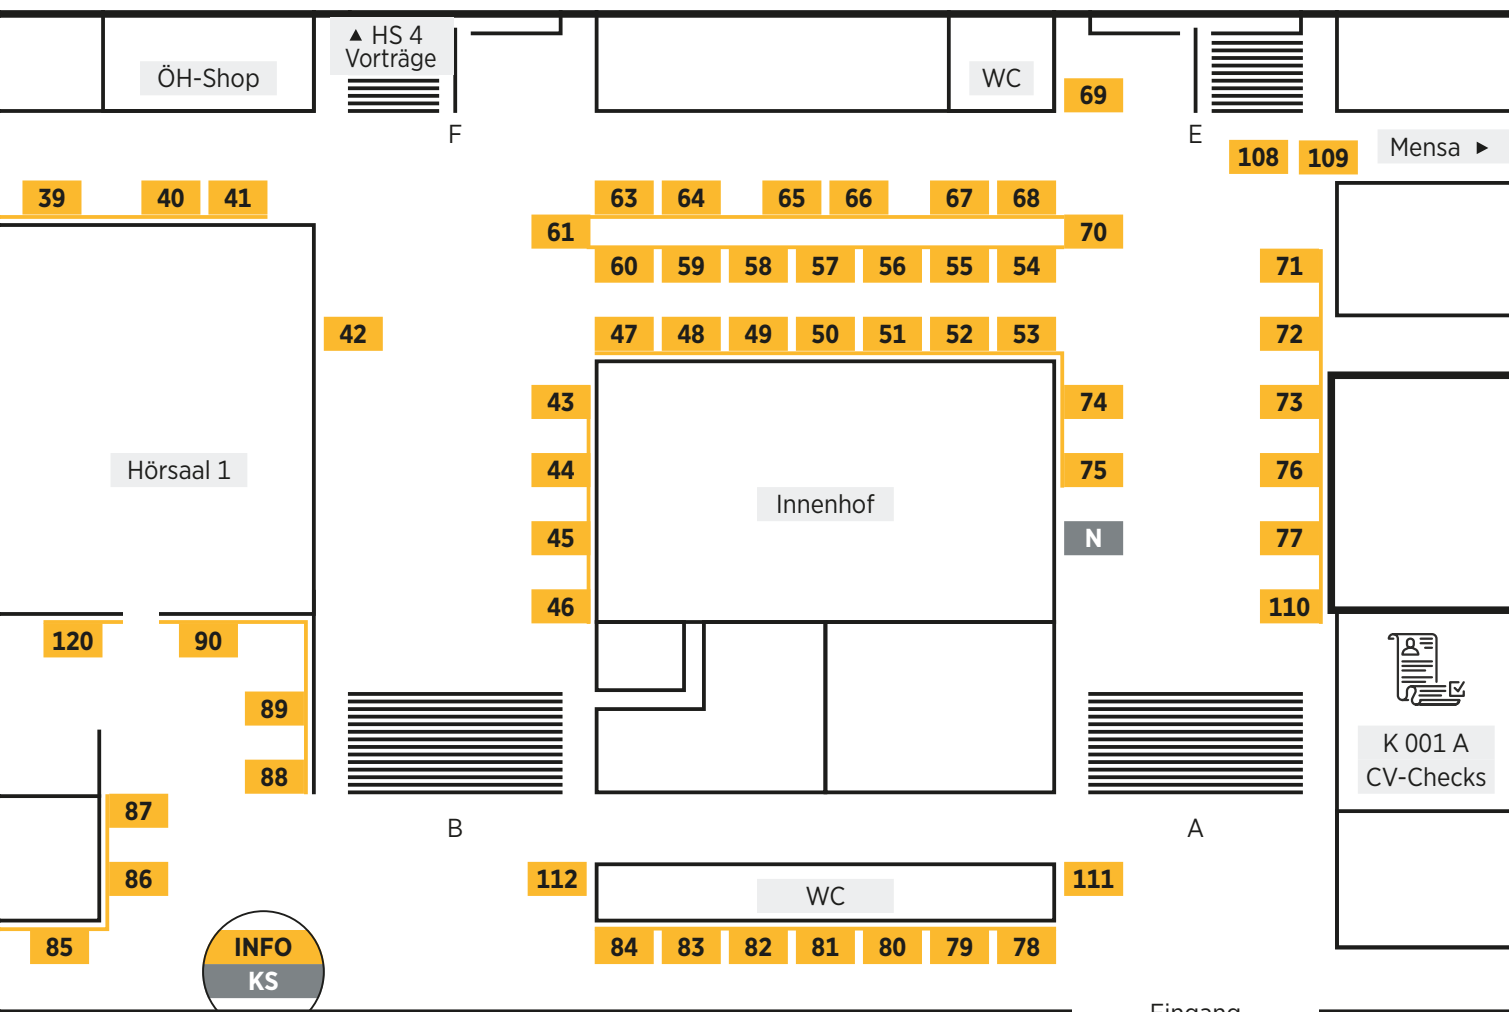 ▲ HS 4
Vorträge
ÖH-Shop
WC
69
F
E
108 109
Mensa ►
39 40 41
63 64 65 66 67 68
61
70
60 59 58 57 56 55 54
71
42
47 48 49 50 51 52 53
72
43
74
73
Hörsaal 1
44
75
76
Innenhof
45
N
77
46
110
120 90
89
K 001 A
CV-Checks
88
87
B
A
86
112
WC
111
85
INFO
KS
84 83 82 81 80 79 78
Eingang